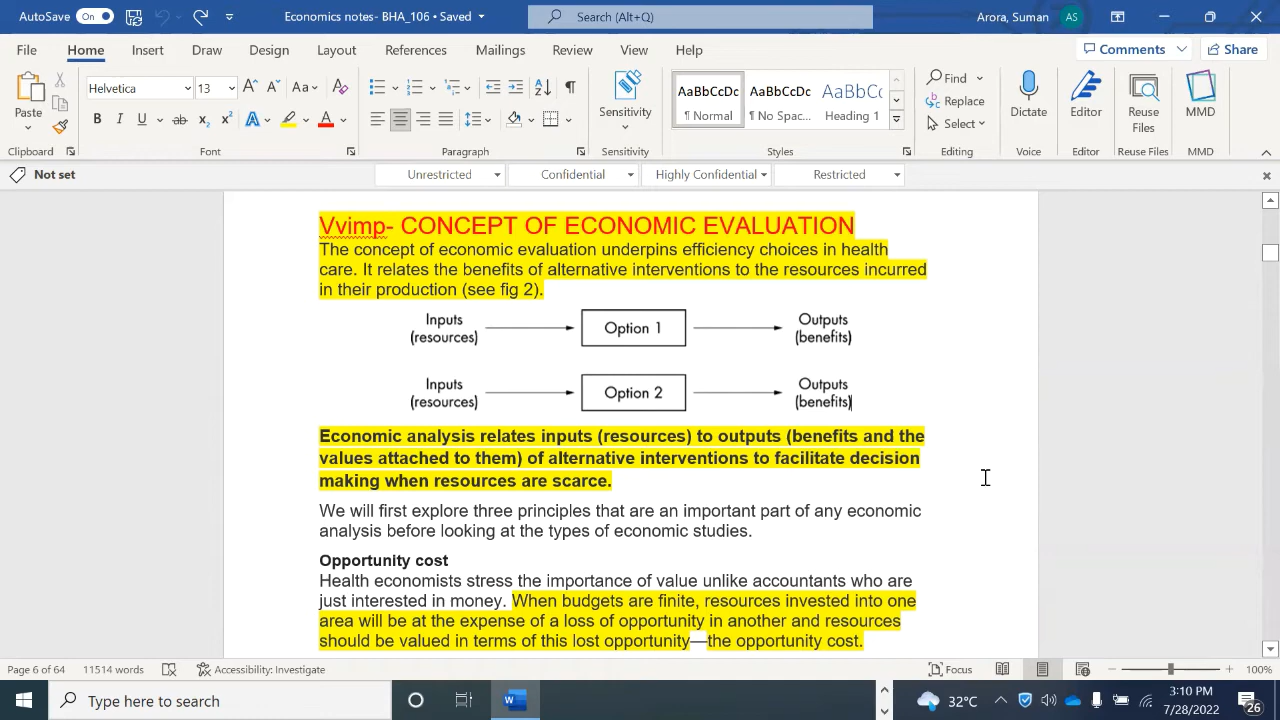 AutoSave On Economics notes- BHA_106 • Saved Search (Alt+Q) Arora, Suman AS
File Home Insert Draw Design Layout References Mailings Review View Help Comments Share
Helvetica 13 Aa AaBbCcDc AaBbCcDc AaBbCc Find
Paste B I U ab x₂ x² A A ¶ Normal ¶ No Spac... Heading 1 Replace
Select
Sensitivity Dictate Editor Reuse Files MMD
Clipboard Font Paragraph Sensitivity Styles Editing Voice Editor Reuse Files MMD
Not set Unrestricted Confidential Highly Confidential Restricted
Vvimp- CONCEPT OF ECONOMIC EVALUATION
The concept of economic evaluation underpins efficiency choices in health
care. It relates the benefits of alternative interventions to the resources incurred
in their production (see fig 2).
Inputs (resources) Option 1 Outputs (benefits)
Inputs (resources) Option 2 Outputs (benefits)
Economic analysis relates inputs (resources) to outputs (benefits and the
values attached to them) of alternative interventions to facilitate decision
making when resources are scarce.
We will first explore three principles that are an important part of any economic
analysis before looking at the types of economic studies.
Opportunity cost
Health economists stress the importance of value unlike accountants who are
just interested in money. When budgets are finite, resources invested into one
area will be at the expense of a loss of opportunity in another and resources
should be valued in terms of this lost opportunity—the opportunity cost.
Page 6 of 64 11514 words Accessibility: Investigate Focus 100%
Type here to search 32°C 3:10 PM
7/28/2022 26